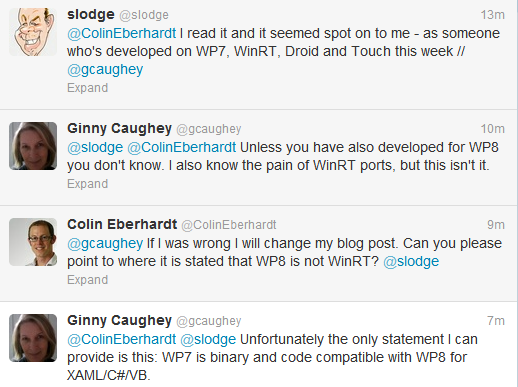 slodge @slodge 13m
@ColinEberhardt I read it and it seemed spot on to me - as someone
who's developed on WP7, WinRT, Droid and Touch this week //
@gcaughey
Expand
Ginny Caughey @gcaughey 10m
@slodge @ColinEberhardt Unless you have also developed for WP8
you don't know. I also know the pain of WinRT ports, but this isn't it.
Expand
Colin Eberhardt @ColinEberhardt 9m
@gcaughey If I was wrong I will change my blog post. Can you please
point to where it is stated that WP8 is not WinRT? @slodge
Expand
Ginny Caughey @gcaughey 7m
@ColinEberhardt @slodge Unfortunately the only statement I can
provide is this: WP7 is binary and code compatible with WP8 for
XAML/C#/VB.